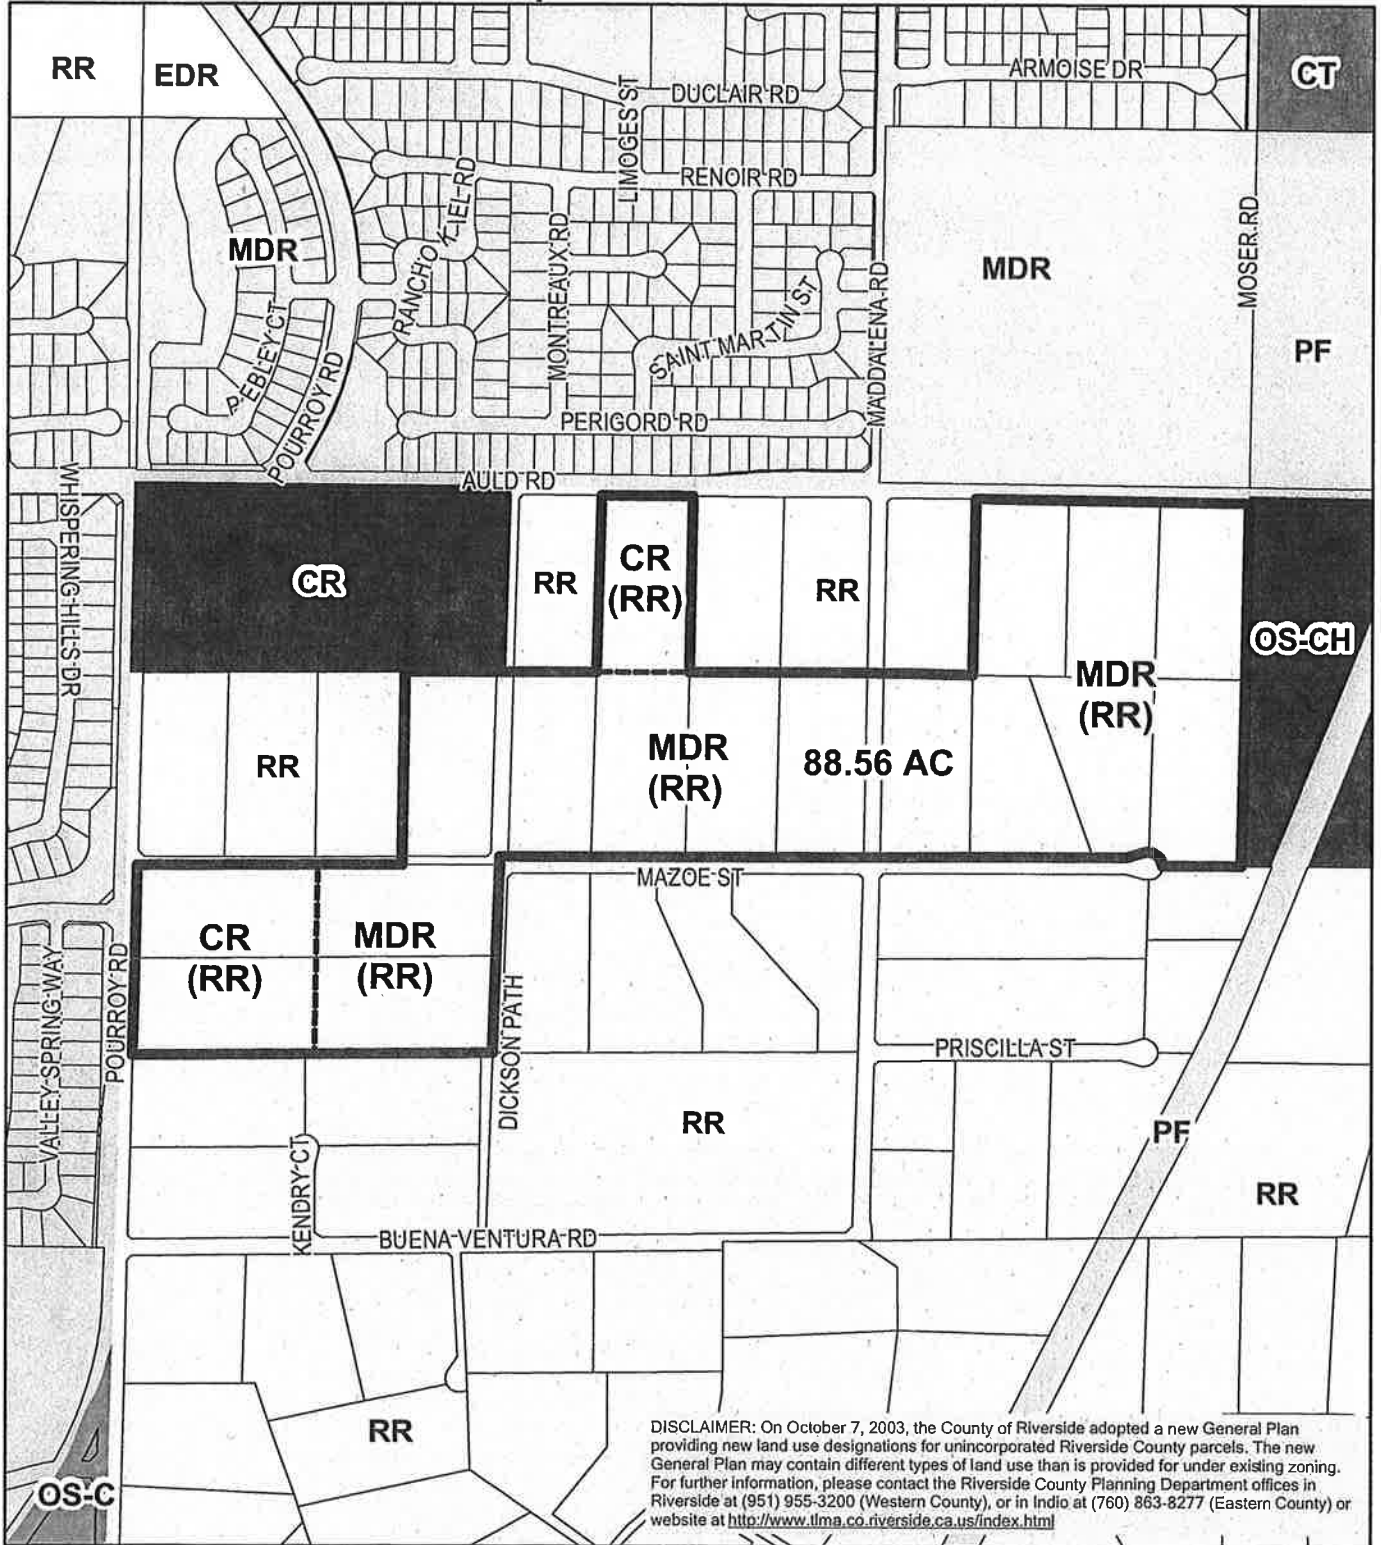 RR
EDR
CT
ARMOISE DR
DUCLAIR RD
LIMOGES ST
RENOIR RD
MDR
MONTREAUX RD
MDR
MOSER RD
PEBLEY CT
POURROY RD
SAINT MARTIN ST
MADDALENA RD
PF
PERIGORD RD
AULD RD
WHISPERING HILLS DR
CR
RR
CR
(RR)
RR
OS-CH
MDR
(RR)
RR
MDR
(RR)
88.56 AC
MAZOE ST
CR
(RR)
MDR
(RR)
VALLEY SPRING WAY
POURROY RD
DICKSON PATH
PRISCILLA ST
RR
PF
RR
KENDRY CT
BUENA VENTURA RD
RR
OS-C
DISCLAIMER: On October 7, 2003, the County of Riverside adopted a new General Plan
providing new land use designations for unincorporated Riverside County parcels. The new
General Plan may contain different types of land use than is provided for under existing zoning.
For further information, please contact the Riverside County Planning Department offices in
Riverside at (951) 955-3200 (Western County), or in Indio at (760) 863-8277 (Eastern County) or
website at http://www.tlma.co.riverside.ca.us/index.html